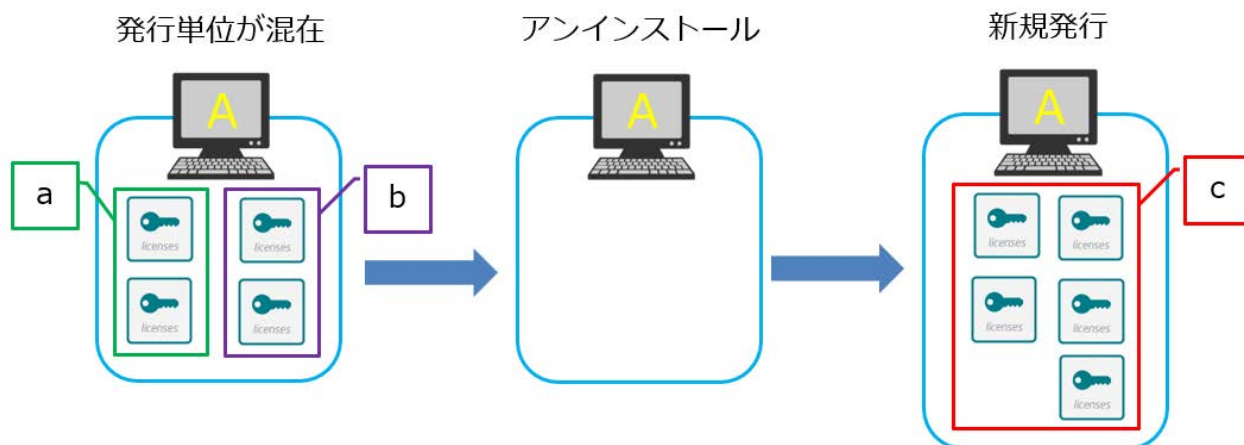 発行単位が混在
アンインストール
新規発行
A
A
A
a
b
c
licenses
licenses
licenses
licenses
licenses
licenses
licenses
licenses
licenses